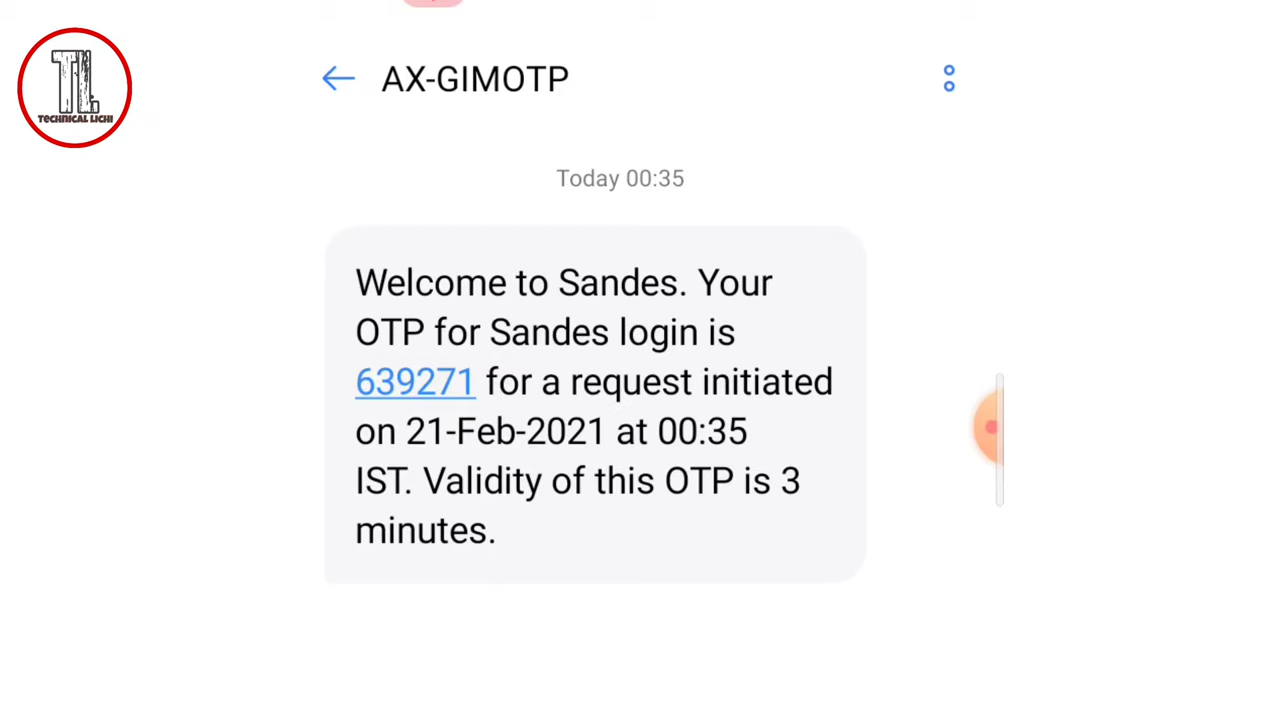 TL
TECHNICAL LICHI
AX-GIMOTP
Today 00:35
Welcome to Sandes. Your
OTP for Sandes login is
639271 for a request initiated
on 21-Feb-2021 at 00:35
IST. Validity of this OTP is 3
minutes.